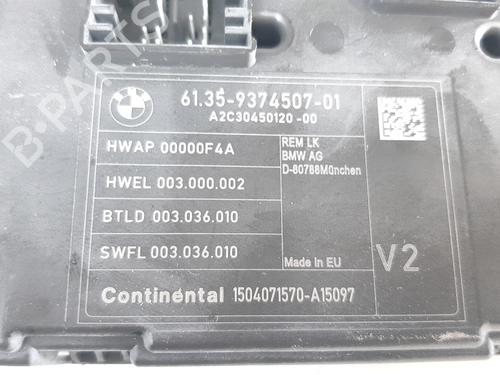 BMW
61.35-9374507-01
A2C30450120-00
HWAP 00000F4A
REM LK
BMW AG
D-80788München
HWEL 003.000.002
BTLD 003.036.010
SWFL 003.036.010
Made in EU
V2
Continental 1504071570-A15097
B-PARTS